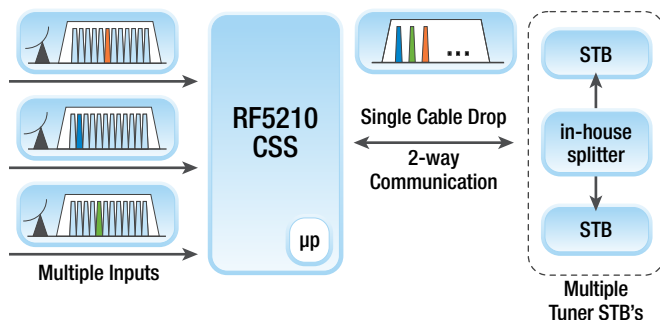 Multiple Inputs
RF5210
CSS
μp
...
Single Cable Drop
2-way
Communication
STB
in-house
splitter
STB
Multiple
Tuner STB's